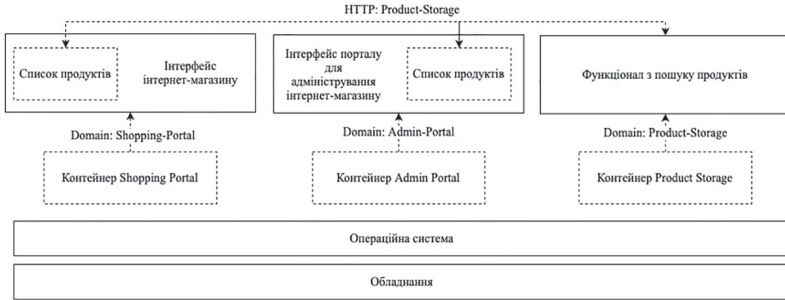 HTTP: Product-Storage
Список продуктів
Інтерфейс
інтернет-магазину
Інтерфейс порталу
для
адміністрування
інтернет-магазину
Список продуктів
Функціонал з пошуку продуктів
Domain: Shopping-Portal
Domain: Admin-Portal
Domain: Product-Storage
Контейнер Shopping Portal
Контейнер Admin Portal
Контейнер Product Storage
Операційна система
Обладнання